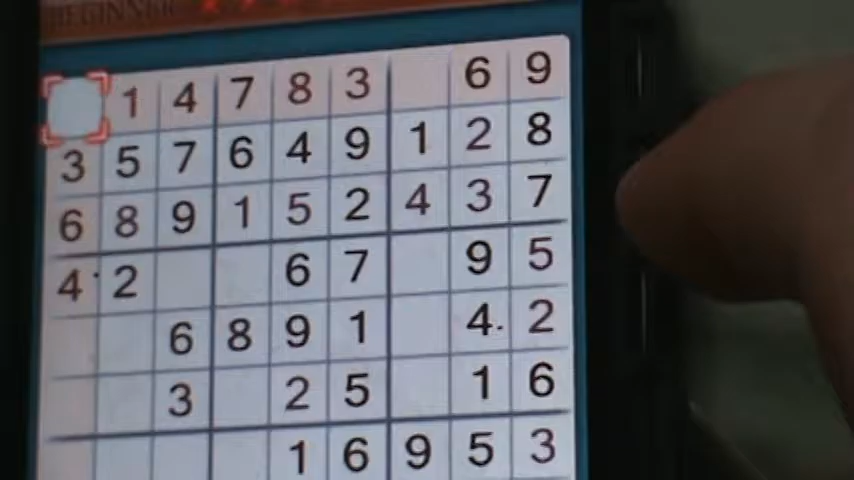 BEGINNER
1 4 7 8 3 6 9
3 5 7 6 4 9 1 2 8
6 8 9 1 5 2 4 3 7
4 2 6 7 9 5
6 8 9 1 4 2
3 2 5 1 6
1 6 9 5 3